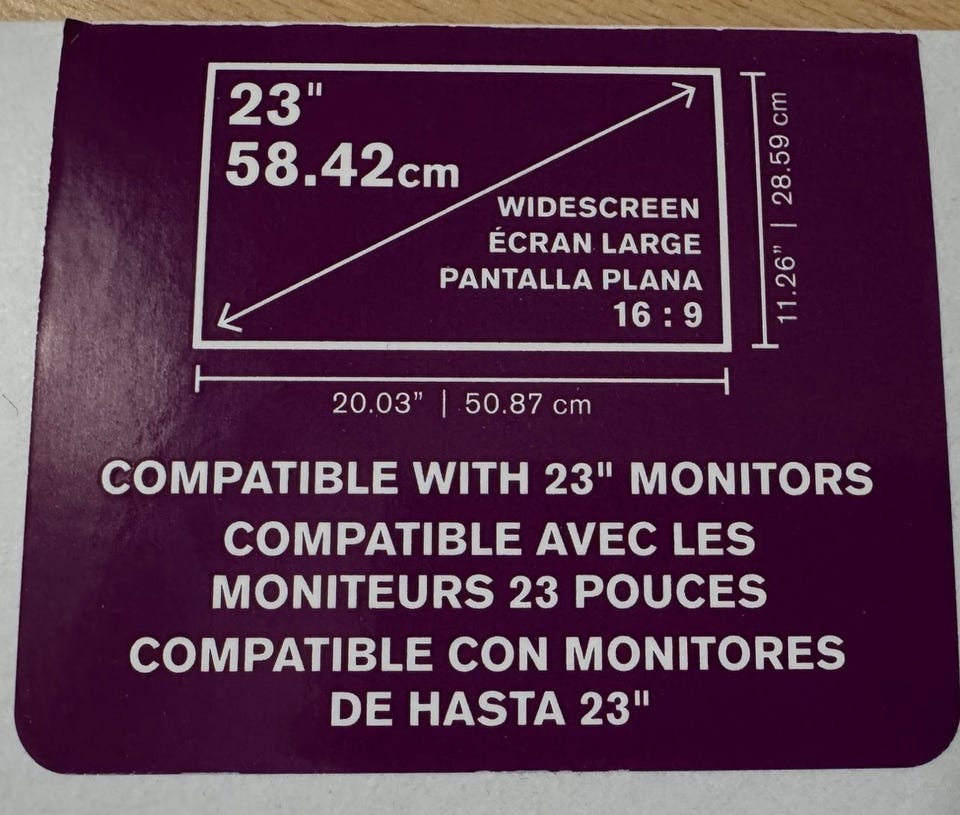 23"
58.42cm
WIDESCREEN
ÉCRAN LARGE
PANTALLA PLANA
16 : 9
11.26” | 28.59 cm
20.03” | 50.87 cm
COMPATIBLE WITH 23" MONITORS
COMPATIBLE AVEC LES
MONITEURS 23 POUCES
COMPATIBLE CON MONITORES
DE HASTA 23"